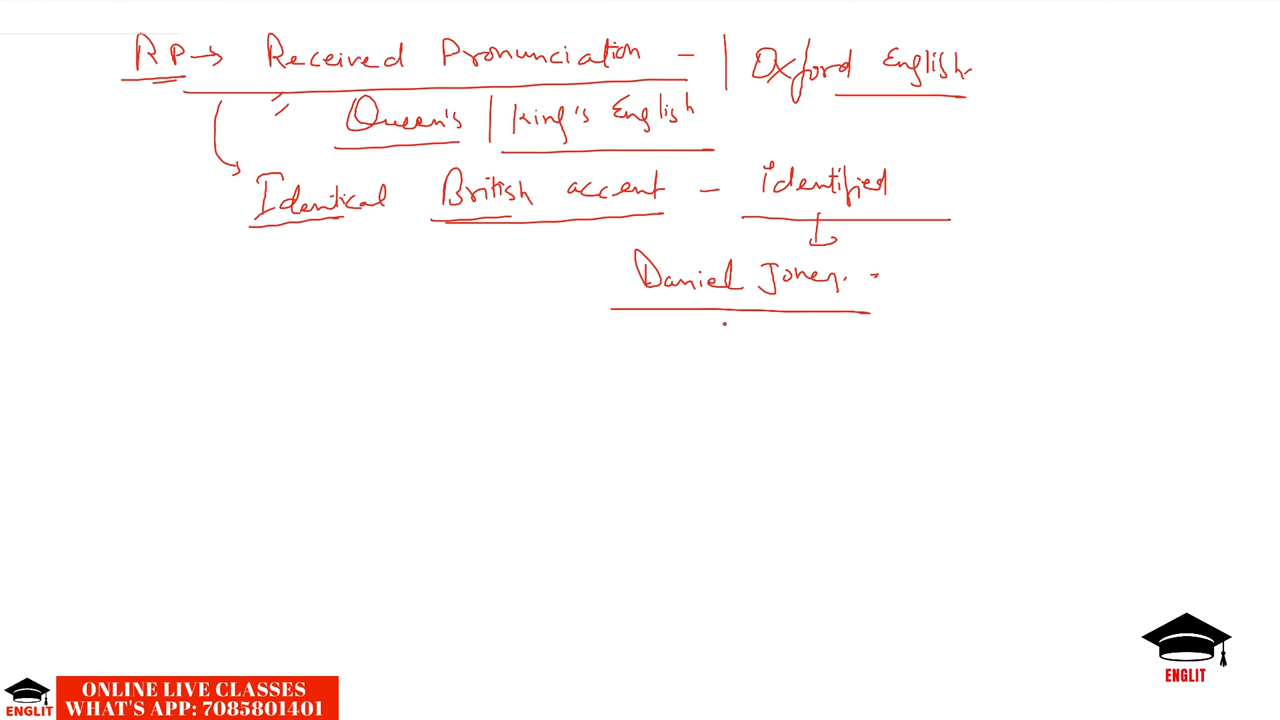 RP → Received Pronunciation - | Oxford English
Queen's | King's English
Identical British accent - identified
Daniel Jones. -
ENGLIT
ENGLIT
ONLINE LIVE CLASSES
WHAT'S APP: 7085801401